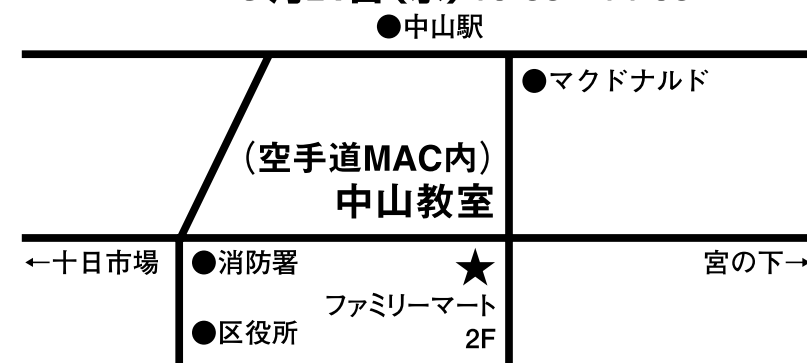 ●中山駅
●マクドナルド
（空手道MAC内）
中山教室
←十日市場
●消防署
★
宮の下→
ファミリーマート
2F
●区役所